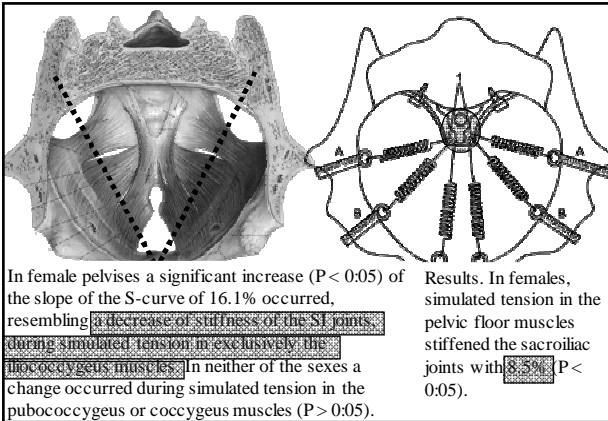 1
A
A
B
B
In female pelvises a significant increase (P < 0:05) of
the slope of the S-curve of 16.1% occurred,
resembling a decrease of stiffness of the SI joints,
during simulated tension in exclusively the
iliococcygeus muscles. In neither of the sexes a
change occurred during simulated tension in the
pubococcygeus or coccygeus muscles (P > 0:05).
Results. In females,
simulated tension in the
pelvic floor muscles
stiffened the sacroiliac
joints with 8.5% (P <
0:05).